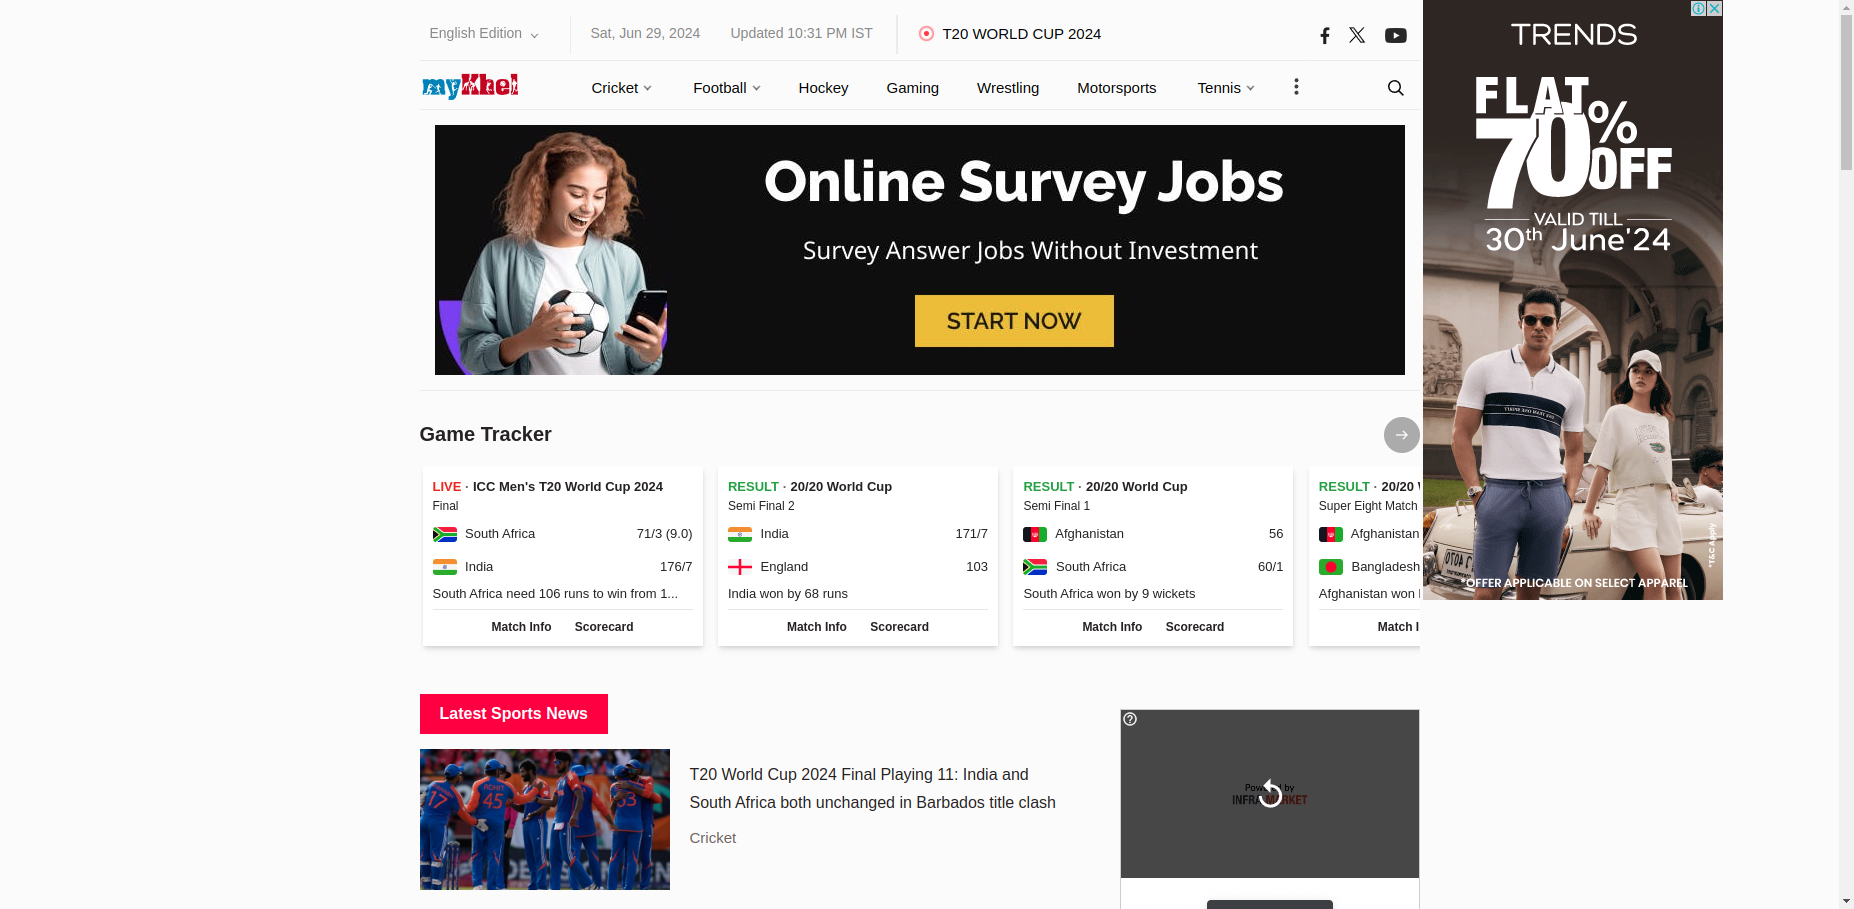 English Edition
Sat, Jun 29, 2024
Updated 10:31 PM IST
T20 WORLD CUP 2024
myKhel
Cricket
Football
Hockey
Gaming
Wrestling
Motorsports
Tennis
Online Survey Jobs
Survey Answer Jobs Without Investment
START NOW
TRENDS
FLAT
70% OFF
VALID TILL
30th June'24
*T&C Apply
*OFFER APPLICABLE ON SELECT APPAREL
Game Tracker
LIVE · ICC Men's T20 World Cup 2024
Final
South Africa 71/3 (9.0)
India 176/7
South Africa need 106 runs to win from 1...
Match Info Scorecard
RESULT · 20/20 World Cup
Semi Final 2
India 171/7
England 103
India won by 68 runs
Match Info Scorecard
RESULT · 20/20 World Cup
Semi Final 1
Afghanistan 56
South Africa 60/1
South Africa won by 9 wickets
Match Info Scorecard
RESULT · 20/20
Super Eight Match
Afghanistan
Bangladesh
Afghanistan won
Match
Latest Sports News
T20 World Cup 2024 Final Playing 11: India and
South Africa both unchanged in Barbados title clash
Cricket
17
ROHIT
45
Powered by
INFRA.MARKET